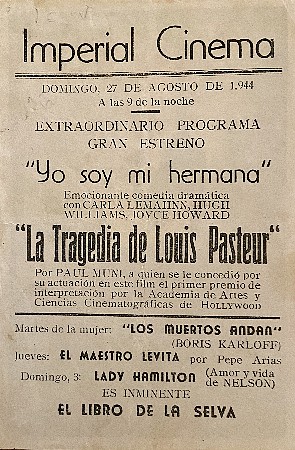 Imperial Cinema
DOMINGO, 27 DE AGOSTO DE 1.944
A las 9 de la noche
EXTRAORDINARIO PROGRAMA
GRAN ESTRENO
"Yo soy mi hermana"
Emocionante comedia dramática
con CARLA LEMAHNN, HUGH
WILLIAMS, JOYCE HOWARD
"La Tragedia de Louis Pasteur"
Por PAUL MUNI, a quien se le concedió por
su actuación en este film el primer premio de
interpretación por la Academia de Artes y
Ciencias Cinematográficas de HOLLYWOOD
Martes de la mujer: "LOS MUERTOS ANDAN"
(BORIS KARLOFF)
Jueves: EL MAESTRO LEVITA por Pepe Arias
Domingo, 3: LADY HAMILTON (Amor y vida
de NELSON)
ES INMINENTE
EL LIBRO DE LA SELVA